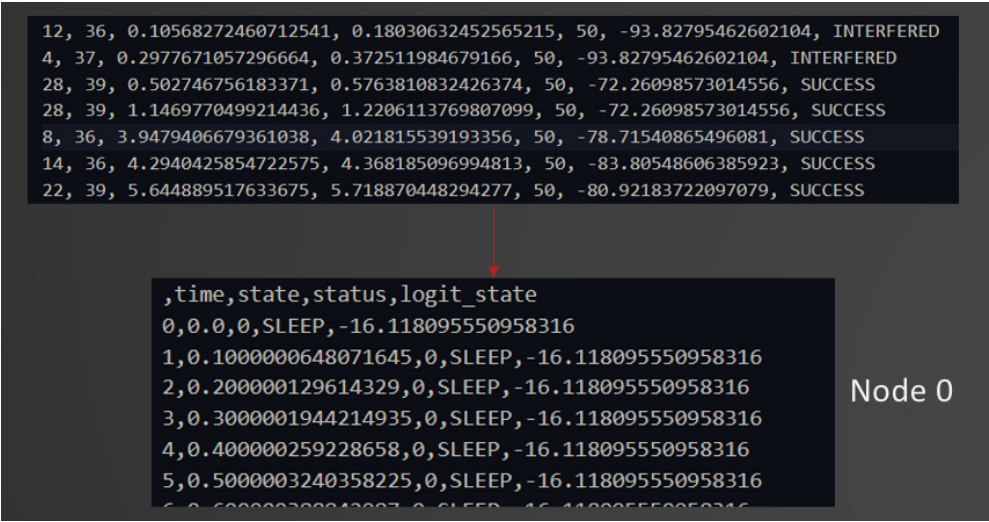 12, 36, 0.10568272460712541, 0.18030632452565215, 50, -93.82795462602104, INTERFERED
4, 37, 0.2977671057296664, 0.372511984679166, 50, -93.82795462602104, INTERFERED
28, 39, 0.502746756183371, 0.5763810832426374, 50, -72.26098573014556, SUCCESS
28, 39, 1.1469770499214436, 1.2206113769807099, 50, -72.26098573014556, SUCCESS
8, 36, 3.9479406679361038, 4.021815539193356, 50, -78.71540865496081, SUCCESS
14, 36, 4.2940425854722575, 4.368185096994813, 50, -83.80548606385923, SUCCESS
22, 39, 5.644889517633675, 5.718870448294277, 50, -80.92183722097079, SUCCESS
,time,state,status,logit_state
0,0.0,0,SLEEP,-16.118095550958316
1,0.1000000648071645,0,SLEEP,-16.118095550958316
2,0.200000129614329,0,SLEEP,-16.118095550958316
3,0.3000001944214935,0,SLEEP,-16.118095550958316
4,0.400000259228658,0,SLEEP,-16.118095550958316
5,0.5000003240358225,0,SLEEP,-16.118095550958316
Node 0